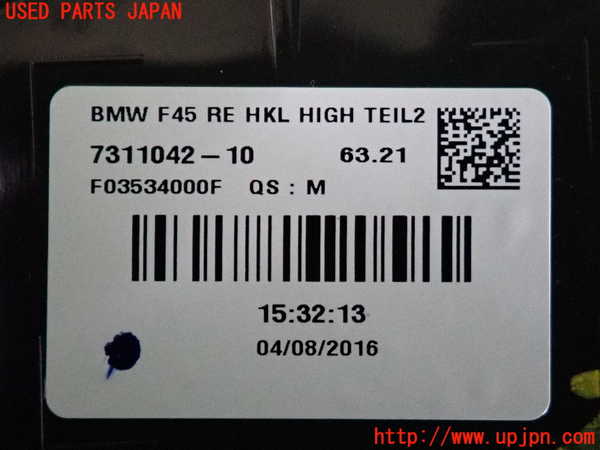 USED PARTS JAPAN
BMW F45 RE HKL HIGH TEIL2
7311042-10 63.21
F03534000F QS : M
15:32:13
04/08/2016
http://www.upjpn.com